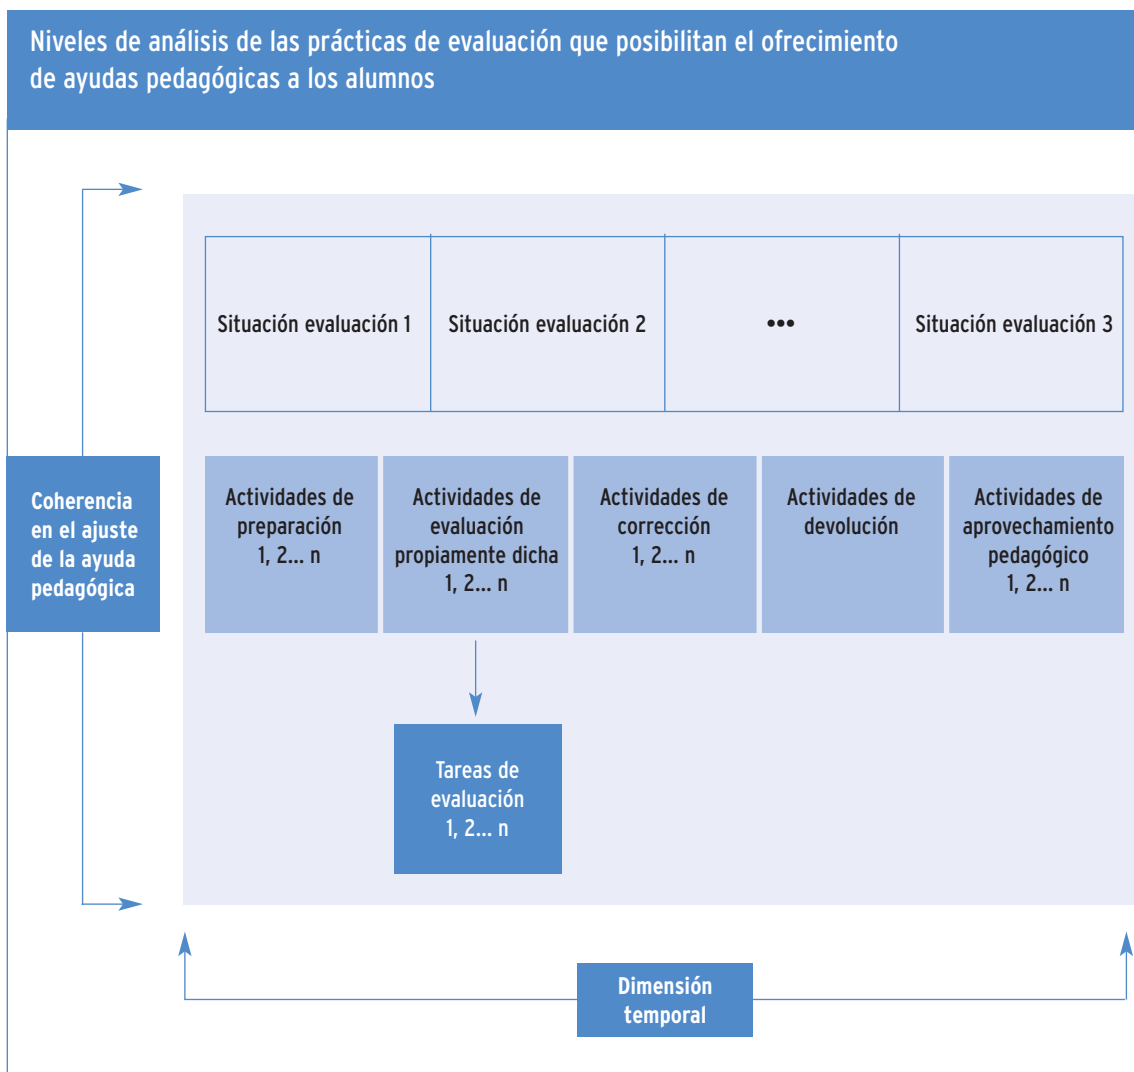 Niveles de análisis de las prácticas de evaluación que posibilitan el ofrecimiento
de ayudas pedagógicas a los alumnos
Situación evaluación 1
Situación evaluación 2
•••
Situación evaluación 3
Coherencia
en el ajuste
de la ayuda
pedagógica
Actividades de
preparación
1, 2... n
Actividades de
evaluación
propiamente dicha
1, 2... n
Actividades de
corrección
1, 2... n
Actividades de
devolución
Actividades de
aprovechamiento
pedagógico
1, 2... n
Tareas de
evaluación
1, 2... n
Dimensión
temporal